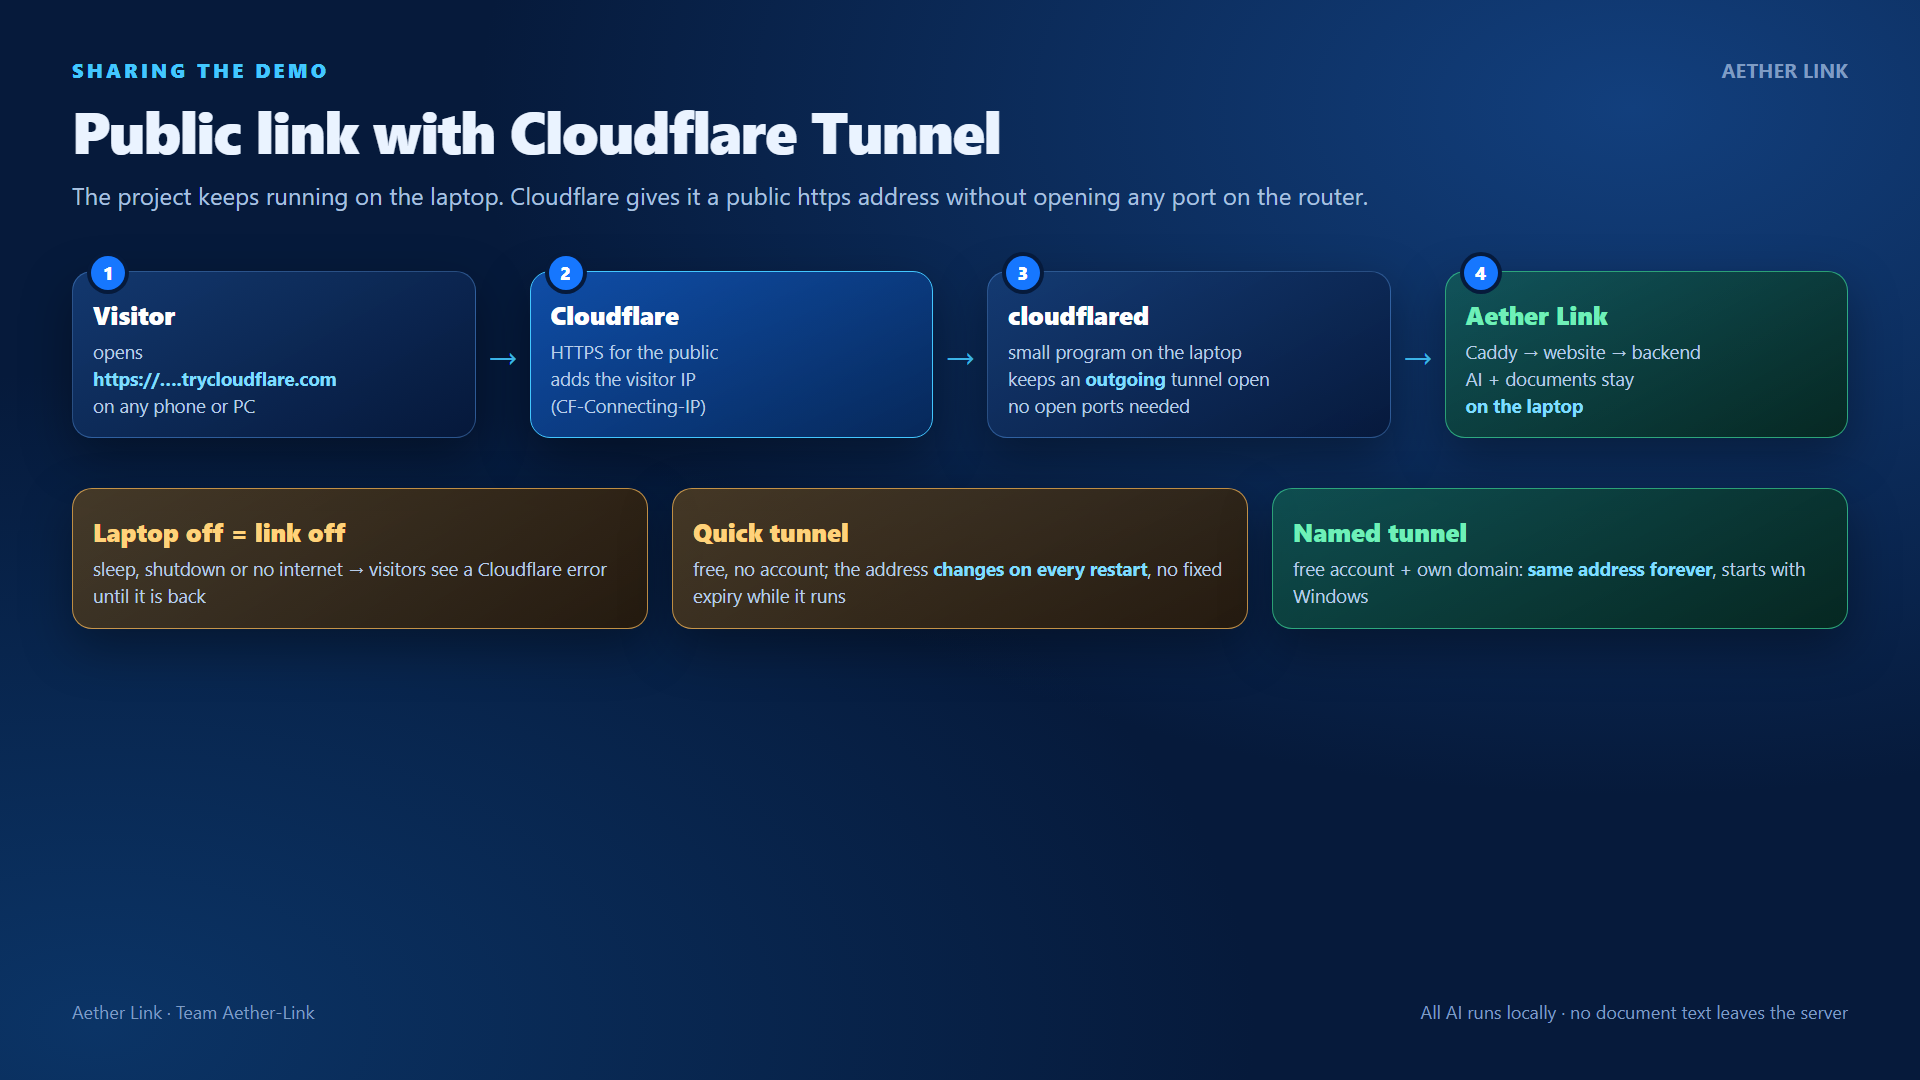 SHARING THE DEMO
AETHER LINK
Public link with Cloudflare Tunnel
The project keeps running on the laptop. Cloudflare gives it a public https address without opening any port on the router.
1
Visitor
opens
https://....trycloudflare.com
on any phone or PC
→
2
Cloudflare
HTTPS for the public
adds the visitor IP
(CF-Connecting-IP)
→
3
cloudflared
small program on the laptop
keeps an outgoing tunnel open
no open ports needed
→
4
Aether Link
Caddy → website → backend
AI + documents stay
on the laptop
Laptop off = link off
sleep, shutdown or no internet → visitors see a Cloudflare error
until it is back
Quick tunnel
free, no account; the address changes on every restart, no fixed
expiry while it runs
Named tunnel
free account + own domain: same address forever, starts with
Windows
Aether Link · Team Aether-Link
All AI runs locally · no document text leaves the server